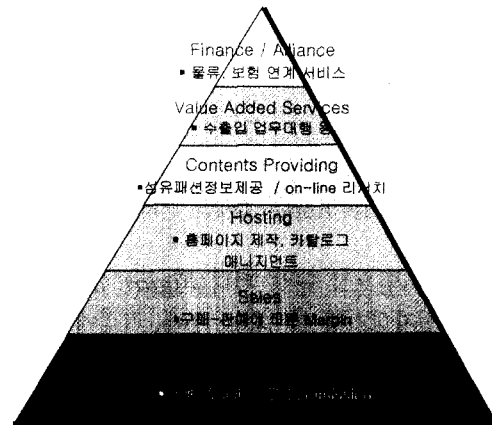 Finance / Alliance
▪ 물류, 보험 연계 서비스
Value Added Services
▪ 수출입 업무대행 등
Contents Providing
▪섬유패션정보제공 / on-line 리서치
Hosting
▪ 홈페이지 제작, 카탈로그
매니지먼트
Sales
▪구매-판매에 따른 Margin